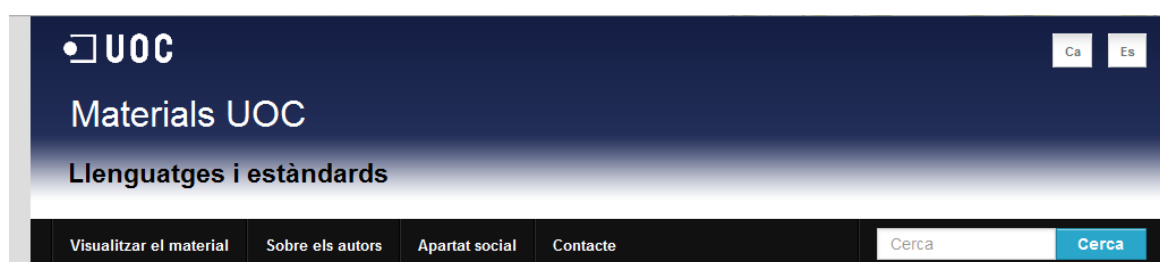 UOC
Ca Es
Materials UOC
Llenguatges i estàndards
Visualitzar el material Sobre els autors Apartat social Contacte Cerca Cerca